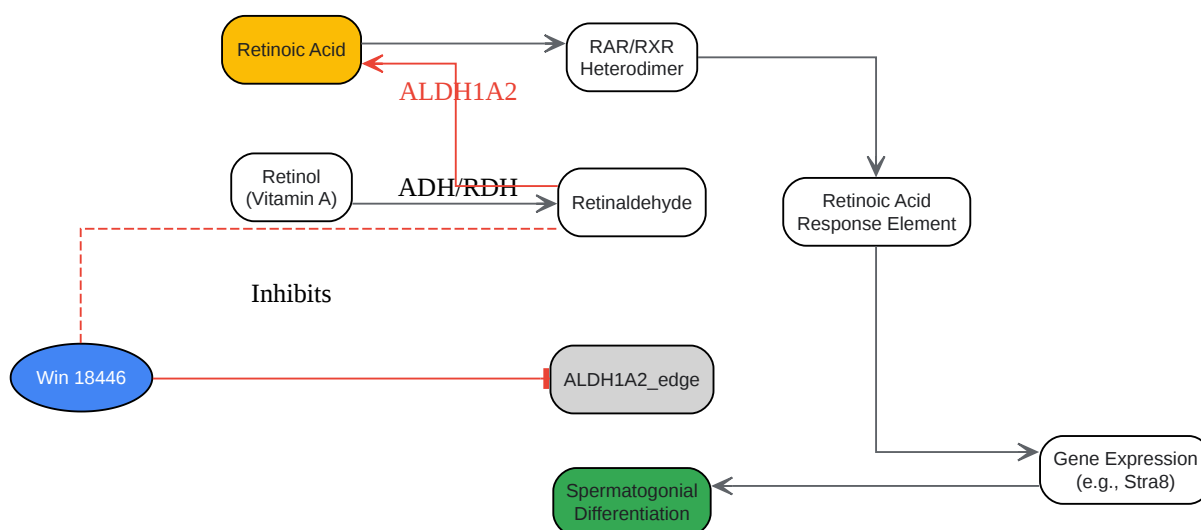 Retinoic Acid
RAR/RXR
Heterodimer
ALDH1A2
Retinol
(Vitamin A)
ADH/RDH
Retinaldehyde
Retinoic Acid
Response Element
Inhibits
Win 18446
ALDH1A2_edge
Gene Expression
(e.g., Stra8)
Spermatogonial
Differentiation